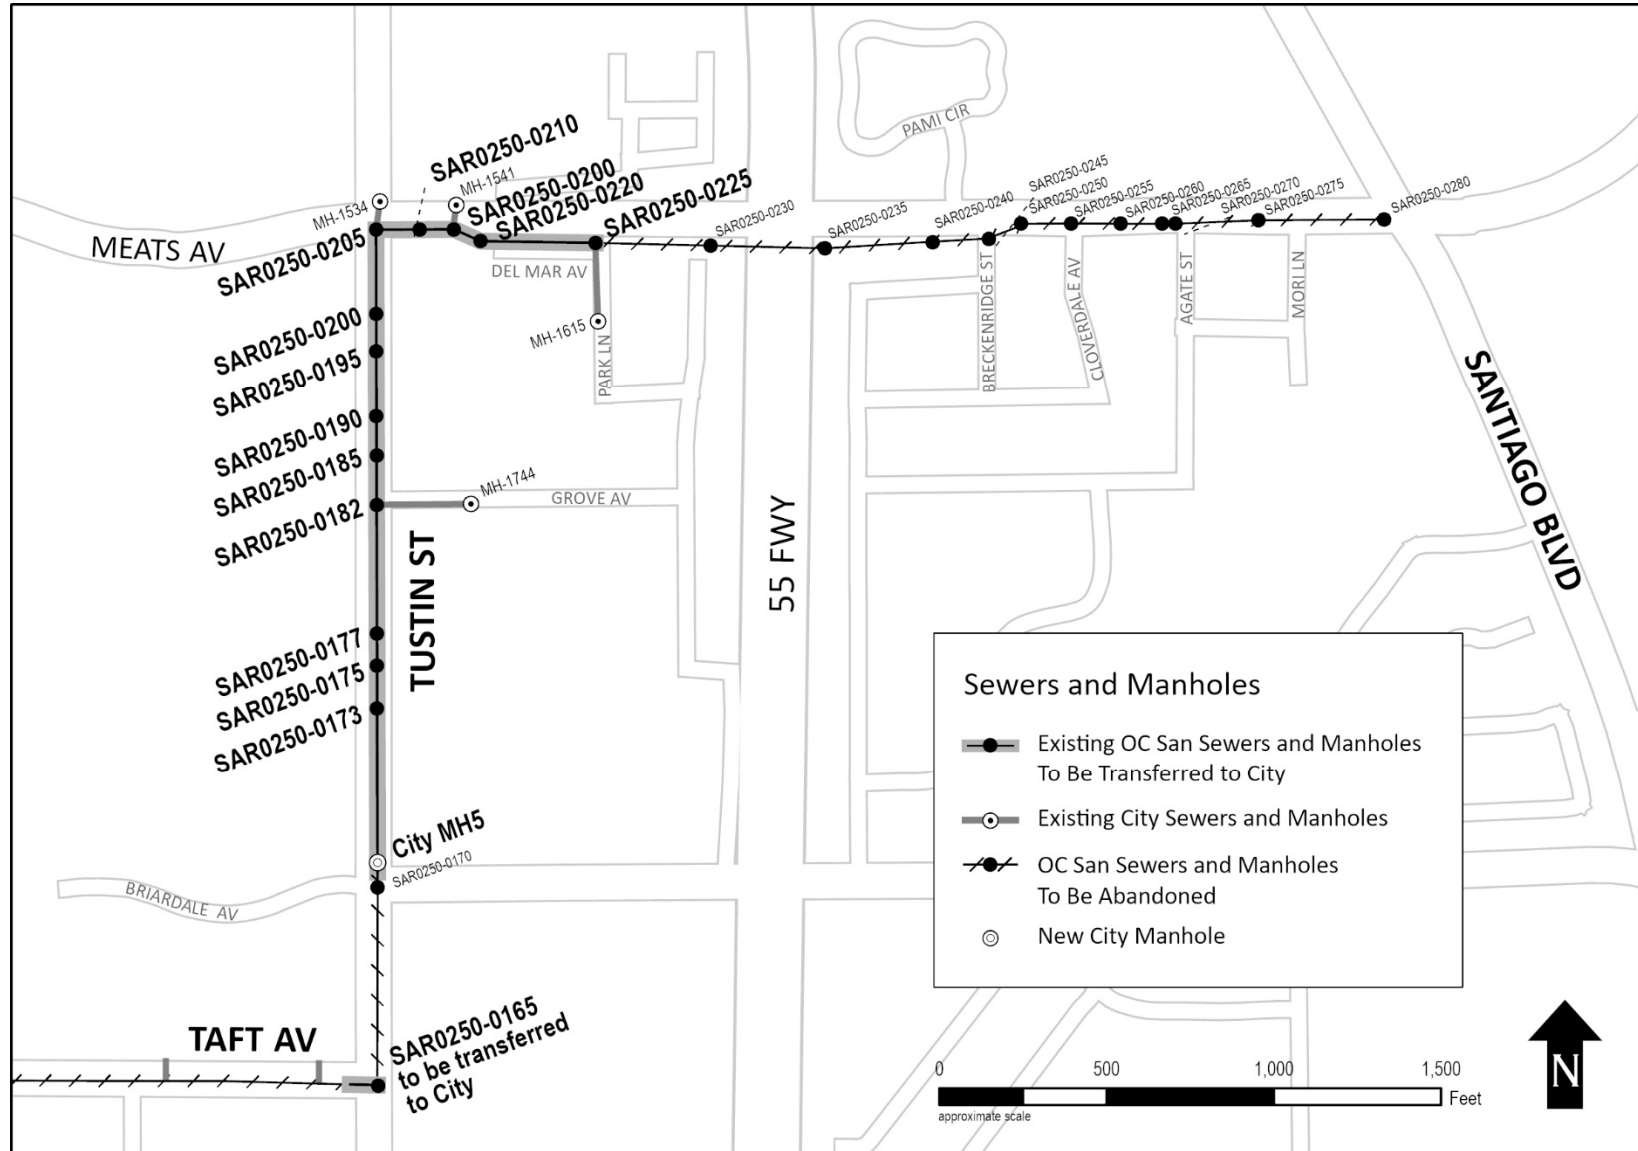 PAMI CIR
SAR0250-0210
MH-1541
SAR0250-0200
SAR0250-0220
SAR0250-0225
MH-1534
SAR0250-0205
MEATS AV
SAR0250-0230
SAR0250-0235
SAR0250-0240
SAR0250-0245
SAR0250-0250
SAR0250-0255
SAR0250-0260
SAR0250-0265
SAR0250-0270
SAR0250-0275
SAR0250-0280
DEL MAR AV
MH-1615
PARK LN
BRECKENRIDGE ST
CLOVERDALE AV
AGATE ST
MORI LN
SANTIAGO BLVD
SAR0250-0200
SAR0250-0195
SAR0250-0190
SAR0250-0185
SAR0250-0182
MH-1744
GROVE AV
TUSTIN ST
55 FWY
SAR0250-0177
SAR0250-0175
SAR0250-0173
City MH5
SAR0250-0170
BRIARDALE AV
SAR0250-0165
to be transferred
to City
TAFT AV
Sewers and Manholes
Existing OC San Sewers and Manholes
To Be Transferred to City
Existing City Sewers and Manholes
OC San Sewers and Manholes
To Be Abandoned
New City Manhole
0 500 1,000 1,500
Feet
approximate scale
N